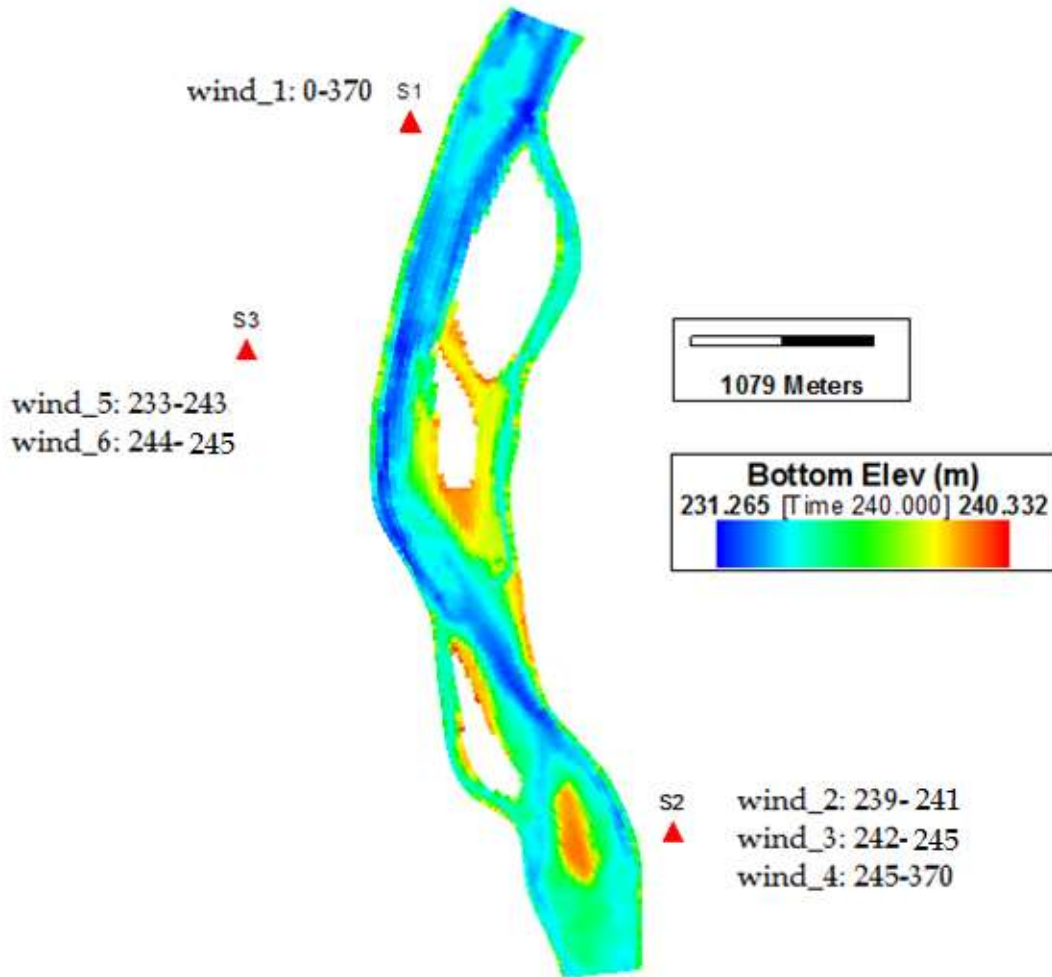 wind_1: 0-370
S1
S3
wind_5: 233-243
wind_6: 244-245
1079 Meters
Bottom Elev (m)
231.265 [Time 240.000] 240.332
S2
wind_2: 239-241
wind_3: 242-245
wind_4: 245-370